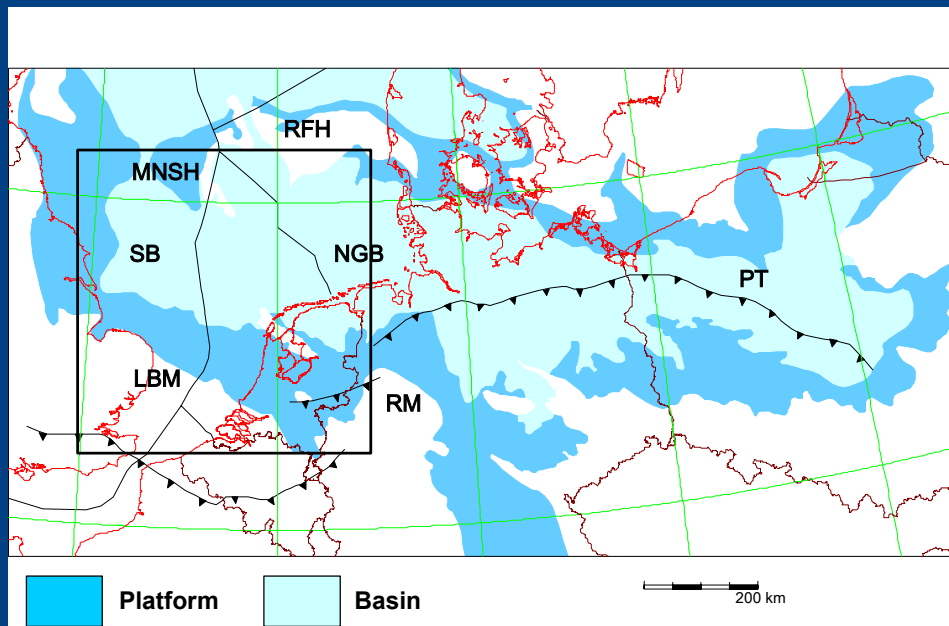 RFH
MNSH
SB
NGB
PT
LBM
RM
Platform
Basin
200 km